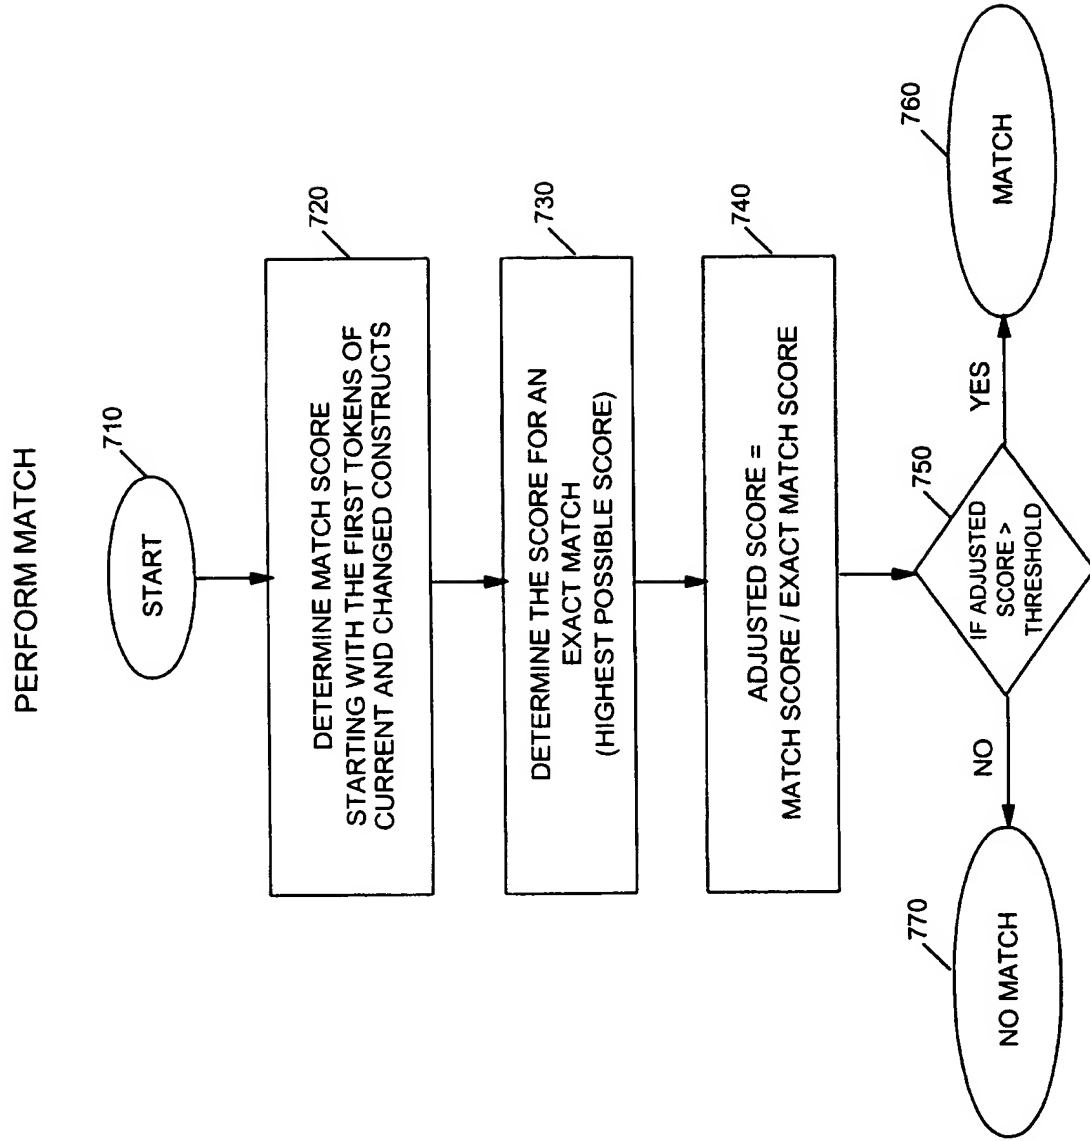 PERFORM MATCH
710
START
720
DETERMINE MATCH SCORE
STARTING WITH THE FIRST TOKENS OF
CURRENT AND CHANGED CONSTRUCTS
730
DETERMINE THE SCORE FOR AN
EXACT MATCH
(HIGHEST POSSIBLE SCORE)
740
ADJUSTED SCORE =
MATCH SCORE / EXACT MATCH SCORE
750
IF ADJUSTED
SCORE >
THRESHOLD
NO
YES
770
NO MATCH
760
MATCH